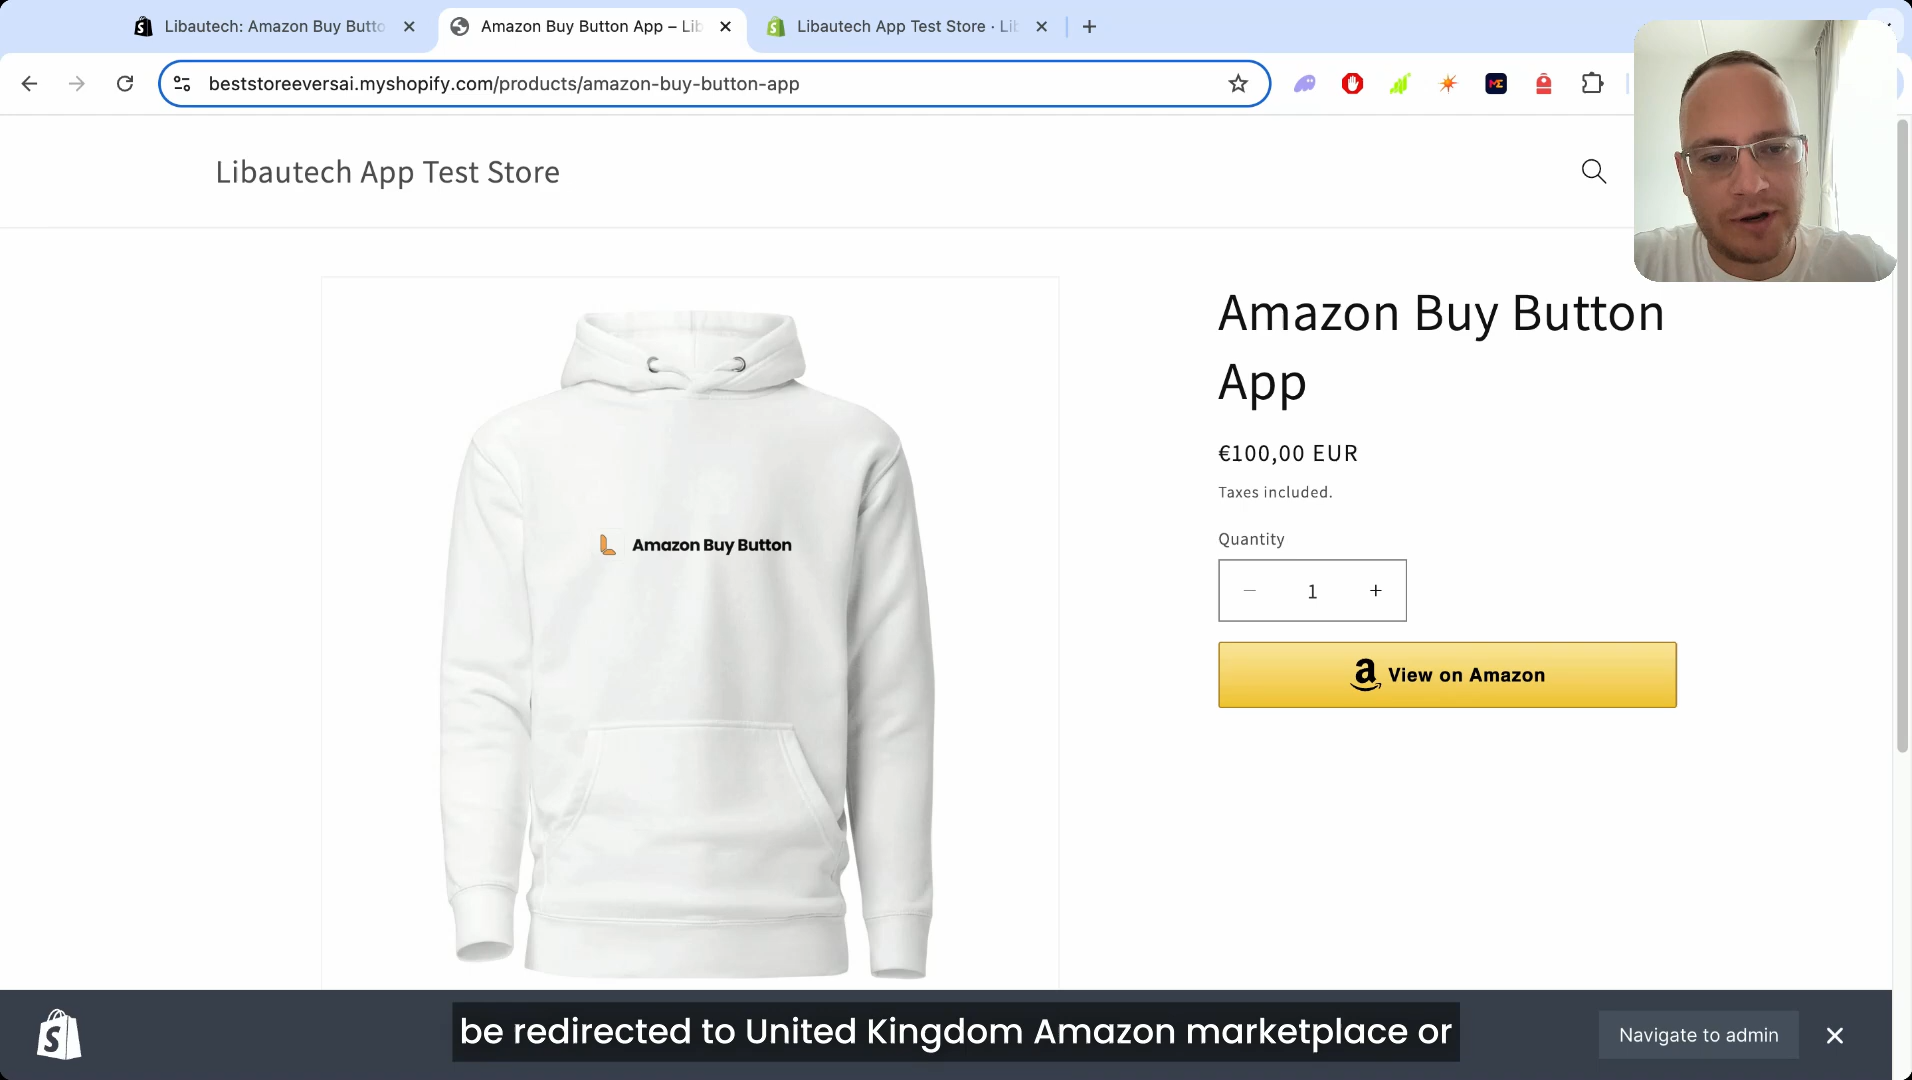 Libautech: Amazon Buy Butto
Amazon Buy Button App – Lib
Libautech App Test Store · Lib
beststoreeversai.myshopify.com/products/amazon-buy-button-app
Libautech App Test Store
Amazon Buy Button
App
€100,00 EUR
Taxes included.
Quantity
1
View on Amazon
Amazon Buy Button
be redirected to United Kingdom Amazon marketplace or
Navigate to admin